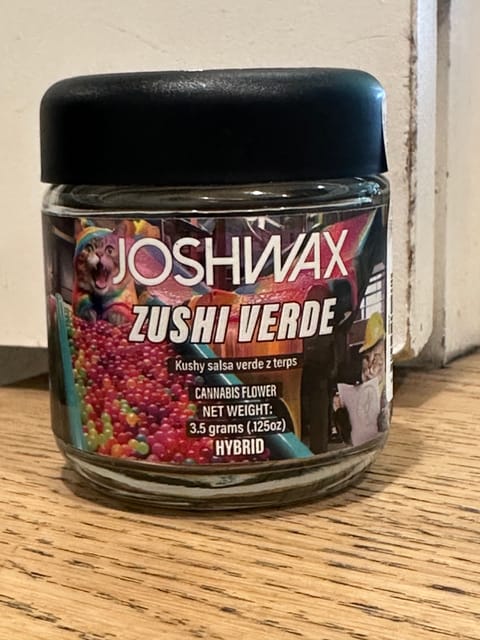 JOSHWAX
ZUSHI VERDE
Kushy salsa verde z terps
CANNABIS FLOWER
NET WEIGHT:
3.5 grams (.125oz)
HYBRID